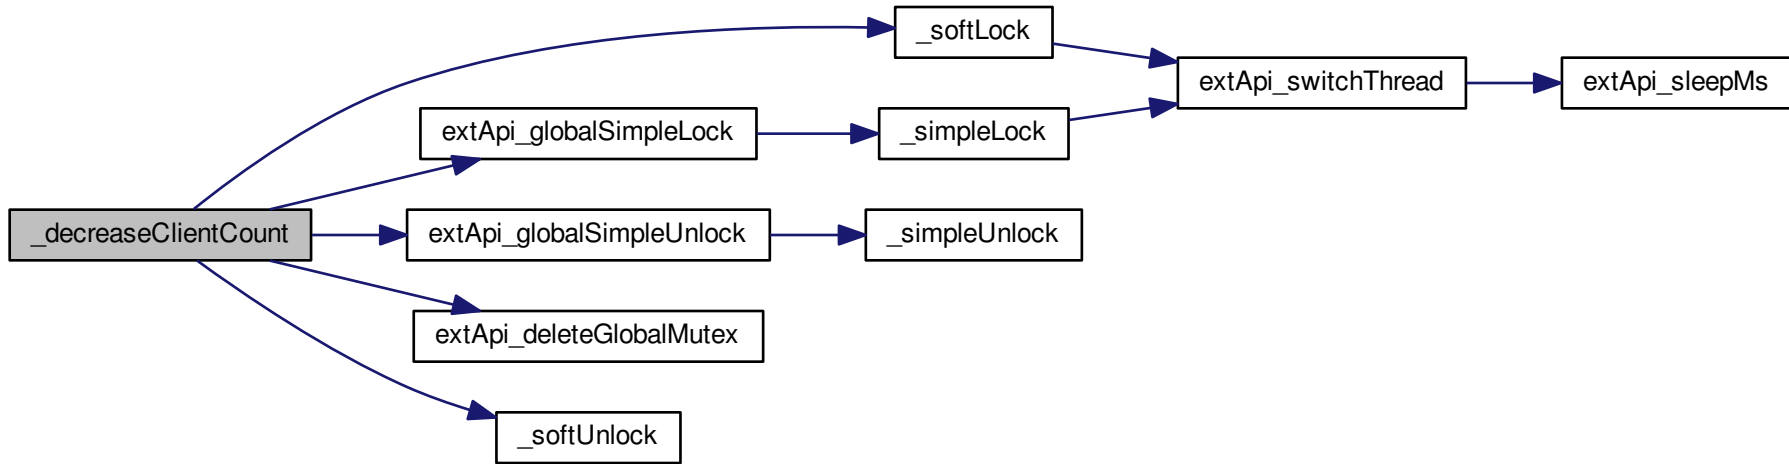 _softLock
extApi_switchThread
extApi_sleepMs
extApi_globalSimpleLock
_simpleLock
_decreaseClientCount
extApi_globalSimpleUnlock
_simpleUnlock
extApi_deleteGlobalMutex
_softUnlock